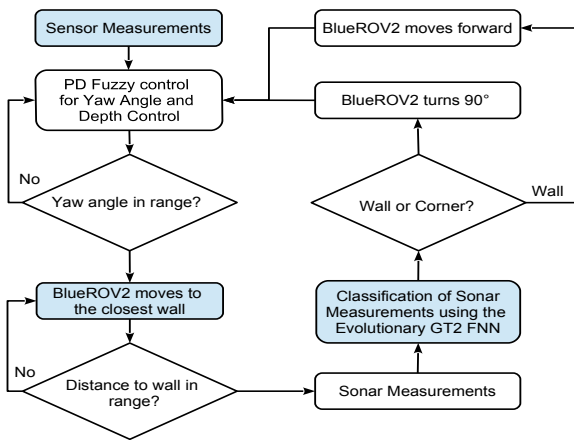 Sensor Measurements
PD Fuzzy control
for Yaw Angle and
Depth Control
No
Yaw angle in range?
BlueROV2 moves to
the closest wall
No
Distance to wall in
range?
Sonar Measurements
Classification of Sonar
Measurements using the
Evolutionary GT2 FNN
Wall or Corner?
Wall
BlueROV2 turns 90°
BlueROV2 moves forward